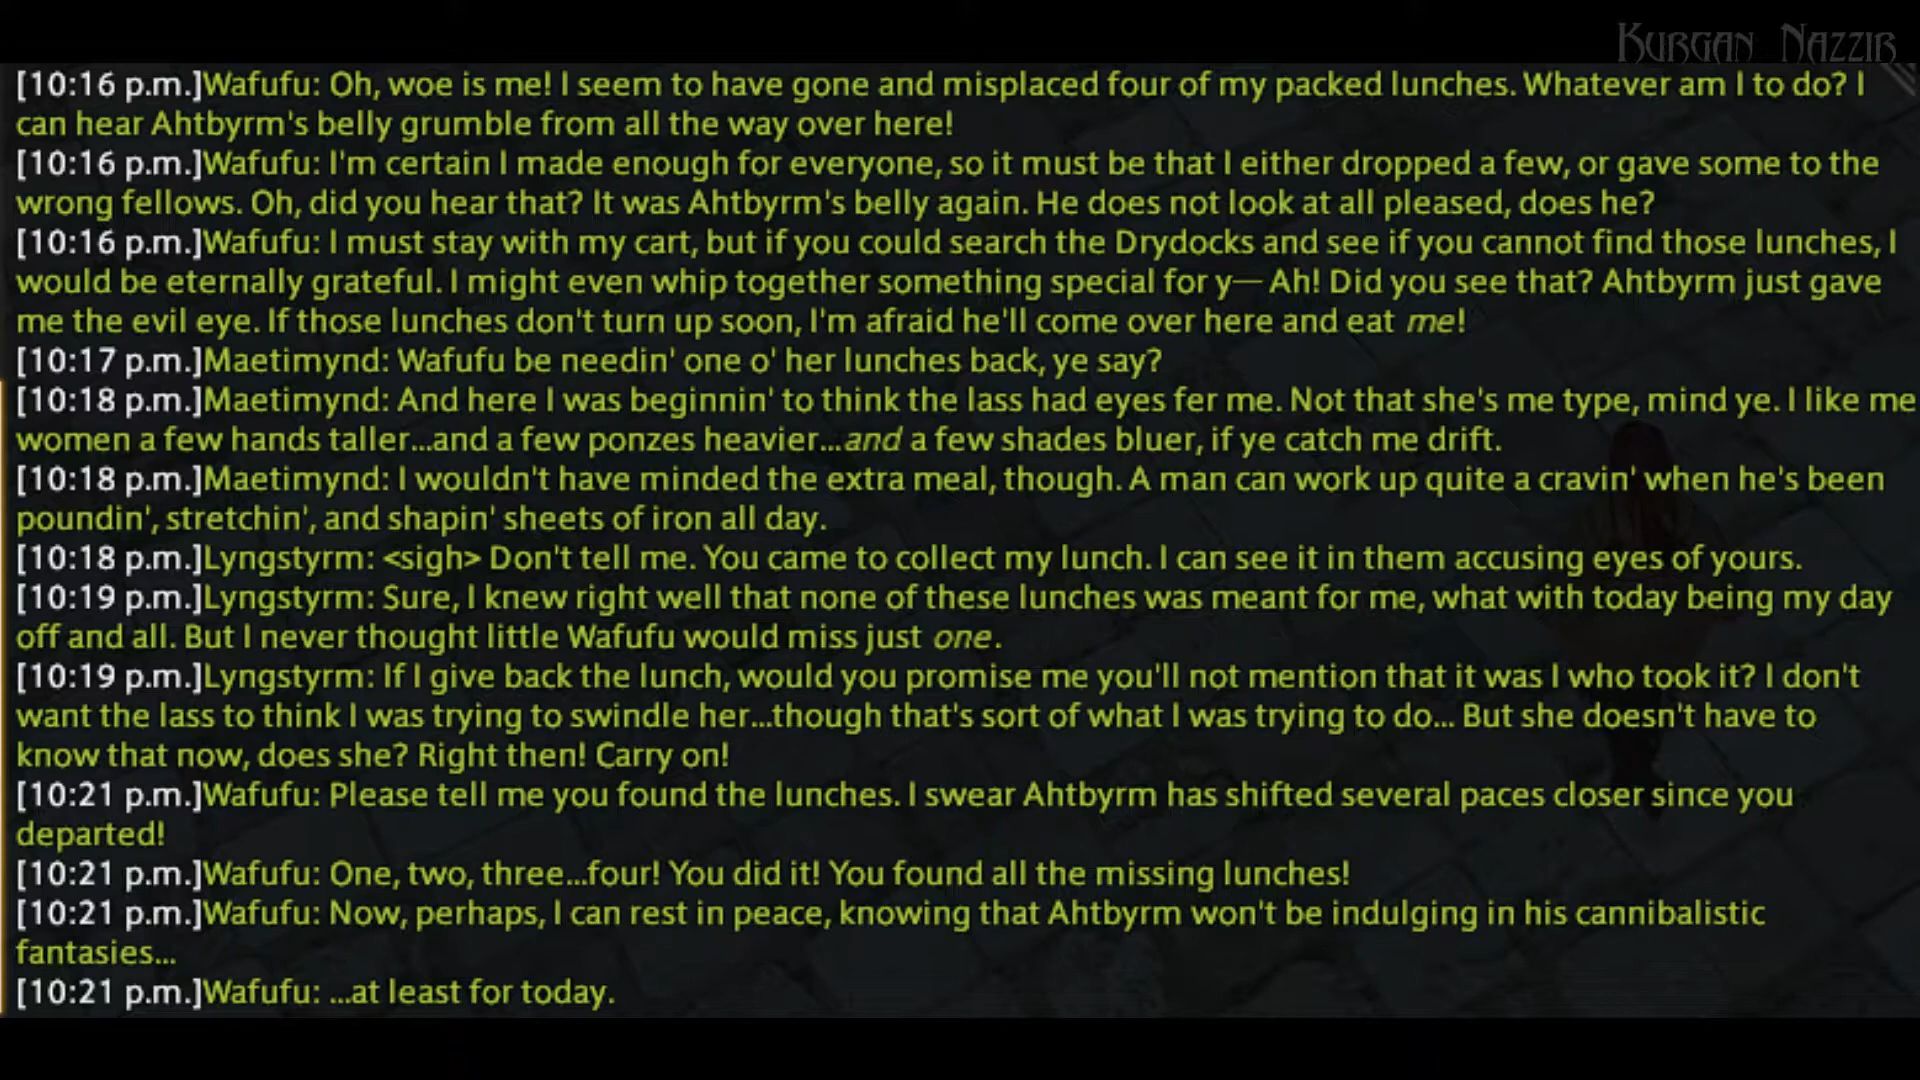 Kurgan Nazzir
[10:16 p.m.]Wafufu: Oh, woe is me! I seem to have gone and misplaced four of my packed lunches. Whatever am I to do? I
can hear Ahtbyrm's belly grumble from all the way over here!
[10:16 p.m.]Wafufu: I'm certain I made enough for everyone, so it must be that I either dropped a few, or gave some to the
wrong fellows. Oh, did you hear that? It was Ahtbyrm's belly again. He does not look at all pleased, does he?
[10:16 p.m.]Wafufu: I must stay with my cart, but if you could search the Drydocks and see if you cannot find those lunches, I
would be eternally grateful. I might even whip together something special for y— Ah! Did you see that? Ahtbyrm just gave
me the evil eye. If those lunches don't turn up soon, I'm afraid he'll come over here and eat me!
[10:17 p.m.]Maetimynd: Wafufu be needin' one o' her lunches back, ye say?
[10:18 p.m.]Maetimynd: And here I was beginnin' to think the lass had eyes fer me. Not that she's me type, mind ye. I like me
women a few hands taller...and a few ponzes heavier...and a few shades bluer, if ye catch me drift.
[10:18 p.m.]Maetimynd: I wouldn't have minded the extra meal, though. A man can work up quite a cravin' when he's been
poundin', stretchin', and shapin' sheets of iron all day.
[10:18 p.m.]Lyngstyrm: <sigh> Don't tell me. You came to collect my lunch. I can see it in them accusing eyes of yours.
[10:19 p.m.]Lyngstyrm: Sure, I knew right well that none of these lunches was meant for me, what with today being my day
off and all. But I never thought little Wafufu would miss just one.
[10:19 p.m.]Lyngstyrm: If I give back the lunch, would you promise me you'll not mention that it was I who took it? I don't
want the lass to think I was trying to swindle her...though that's sort of what I was trying to do... But she doesn't have to
know that now, does she? Right then! Carry on!
[10:21 p.m.]Wafufu: Please tell me you found the lunches. I swear Ahtbyrm has shifted several paces closer since you
departed!
[10:21 p.m.]Wafufu: One, two, three...four! You did it! You found all the missing lunches!
[10:21 p.m.]Wafufu: Now, perhaps, I can rest in peace, knowing that Ahtbyrm won't be indulging in his cannibalistic
fantasies...
[10:21 p.m.]Wafufu: ...at least for today.